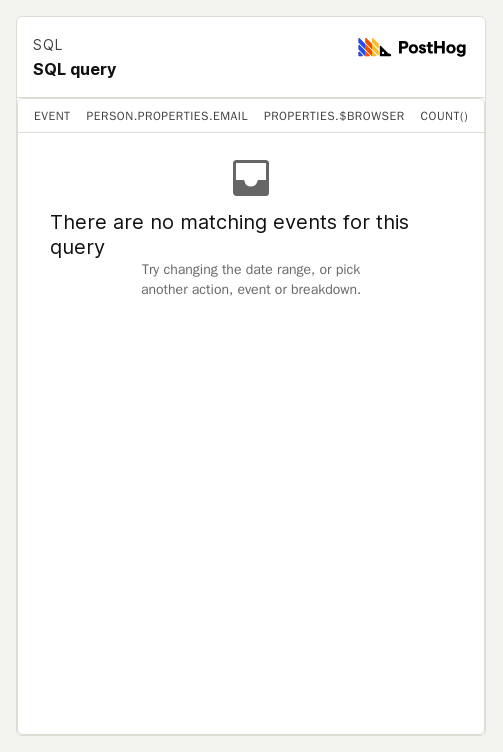 SQL
SQL query
PostHog
EVENT PERSON.PROPERTIES.EMAIL PROPERTIES.$BROWSER COUNT()
There are no matching events for this
query
Try changing the date range, or pick
another action, event or breakdown.